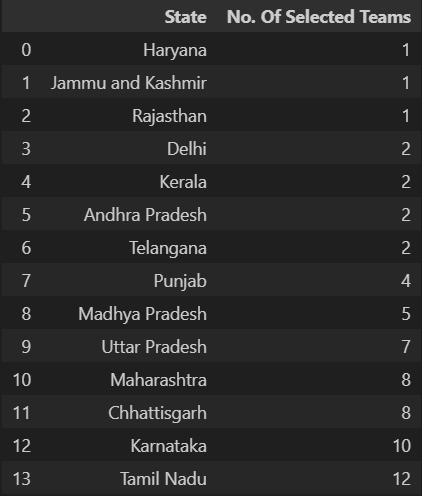 State No. Of Selected Teams
0 Haryana 1
1 Jammu and Kashmir 1
2 Rajasthan 1
3 Delhi 2
4 Kerala 2
5 Andhra Pradesh 2
6 Telangana 2
7 Punjab 4
8 Madhya Pradesh 5
9 Uttar Pradesh 7
10 Maharashtra 8
11 Chhattisgarh 8
12 Karnataka 10
13 Tamil Nadu 12